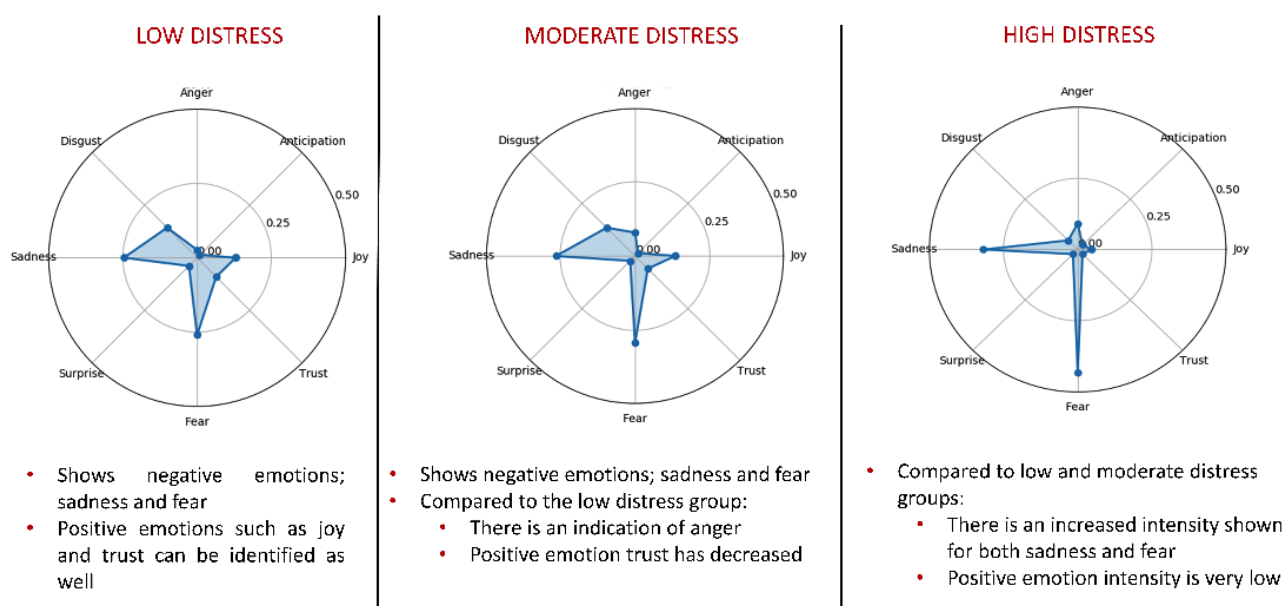 LOW DISTRESS
Anger
Disgust
Anticipation
0.50
0.25
0.00
Sadness
Joy
Surprise
Trust
Fear
• Shows negative emotions;
sadness and fear
• Positive emotions such as joy
and trust can be identified as
well
MODERATE DISTRESS
Anger
Disgust
Anticipation
0.50
0.25
0.00
Sadness
Joy
Surprise
Trust
Fear
• Shows negative emotions; sadness and fear
• Compared to the low distress group:
• There is an indication of anger
• Positive emotion trust has decreased
HIGH DISTRESS
Anger
Disgust
Anticipation
0.50
0.25
0.00
Sadness
Joy
Surprise
Trust
Fear
• Compared to low and moderate distress
groups:
• There is an increased intensity shown
for both sadness and fear
• Positive emotion intensity is very low